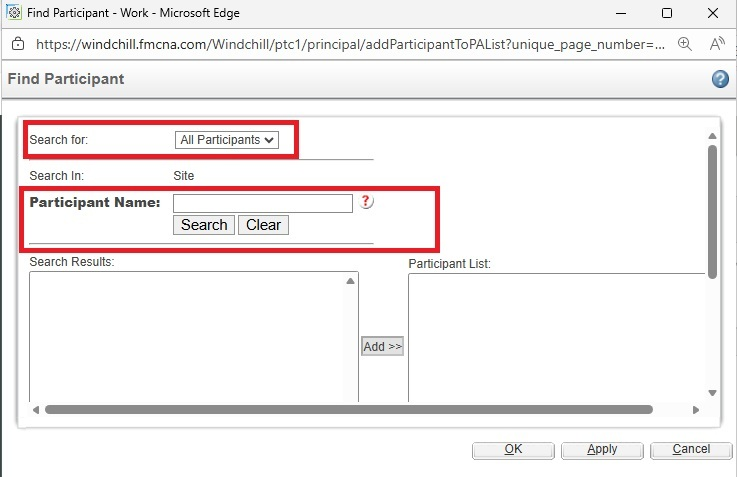 Find Participant - Work - Microsoft Edge
https://windchill.fmcna.com/Windchill/ptc1/principal/addParticipantToPAList?unique_page_number=...
Find Participant
Search for: All Participants
Search In: Site
Participant Name:
Search Clear
Search Results: Participant List:
Add >>
OK Apply Cancel